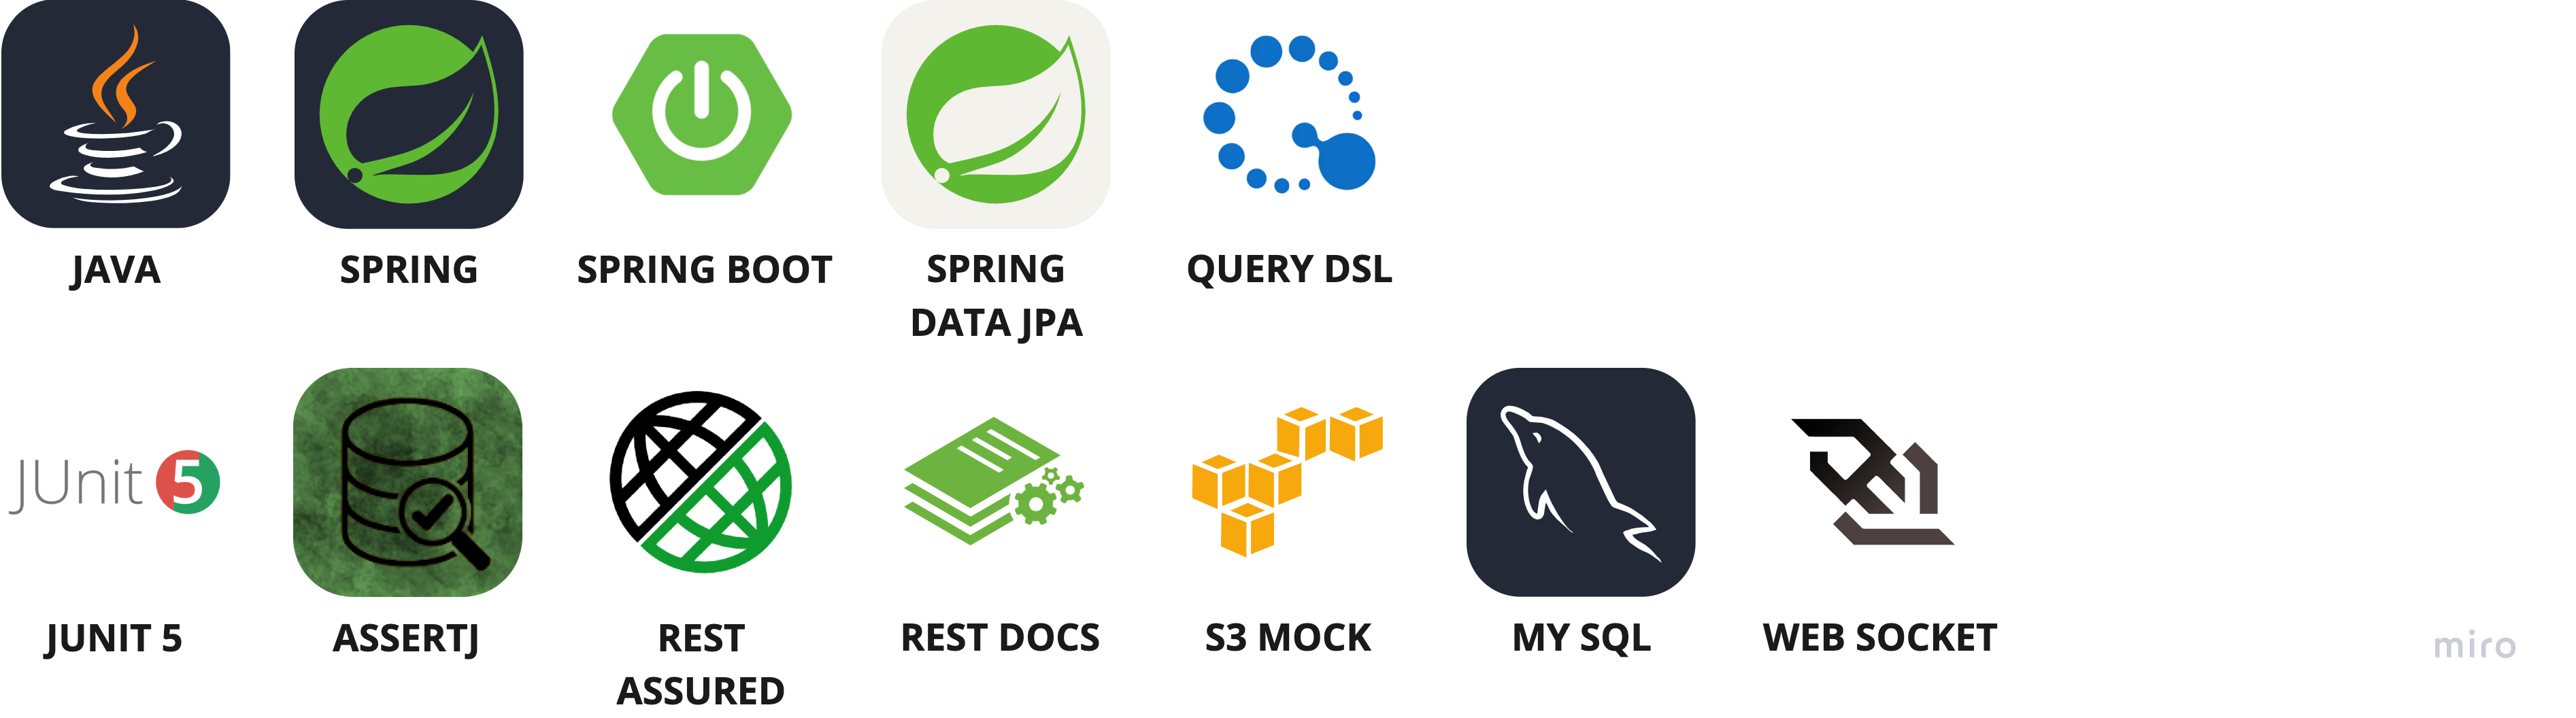 JAVA
SPRING
SPRING BOOT
SPRING
DATA JPA
QUERY DSL
JUnit 5
JUNIT 5
ASSERTJ
REST
ASSURED
REST DOCS
S3 MOCK
MY SQL
WEB SOCKET
miro